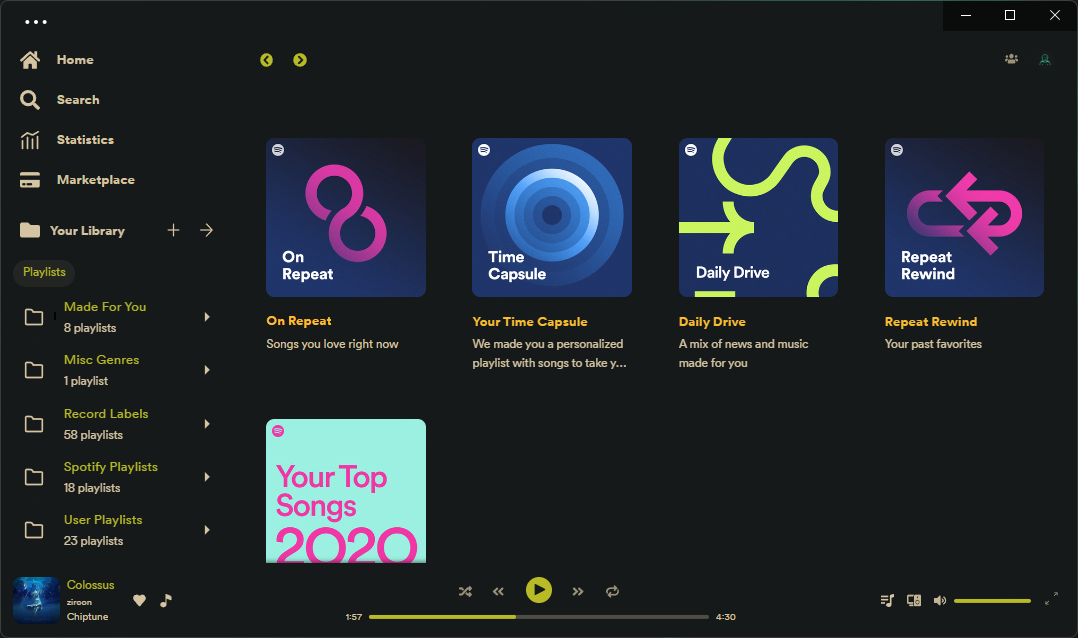 Home
Search
Statistics
Marketplace
Your Library
Playlists
Made For You
8 playlists
Misc Genres
1 playlist
Record Labels
58 playlists
Spotify Playlists
18 playlists
User Playlists
23 playlists
On
Repeat
On Repeat
Songs you love right now
Time
Capsule
Your Time Capsule
We made you a personalized
playlist with songs to take y...
Daily Drive
Daily Drive
A mix of news and music
made for you
Repeat
Rewind
Repeat Rewind
Your past favorites
Your Top
Songs
2020
Colossus
ziroon
Chiptune
1:57
4:30